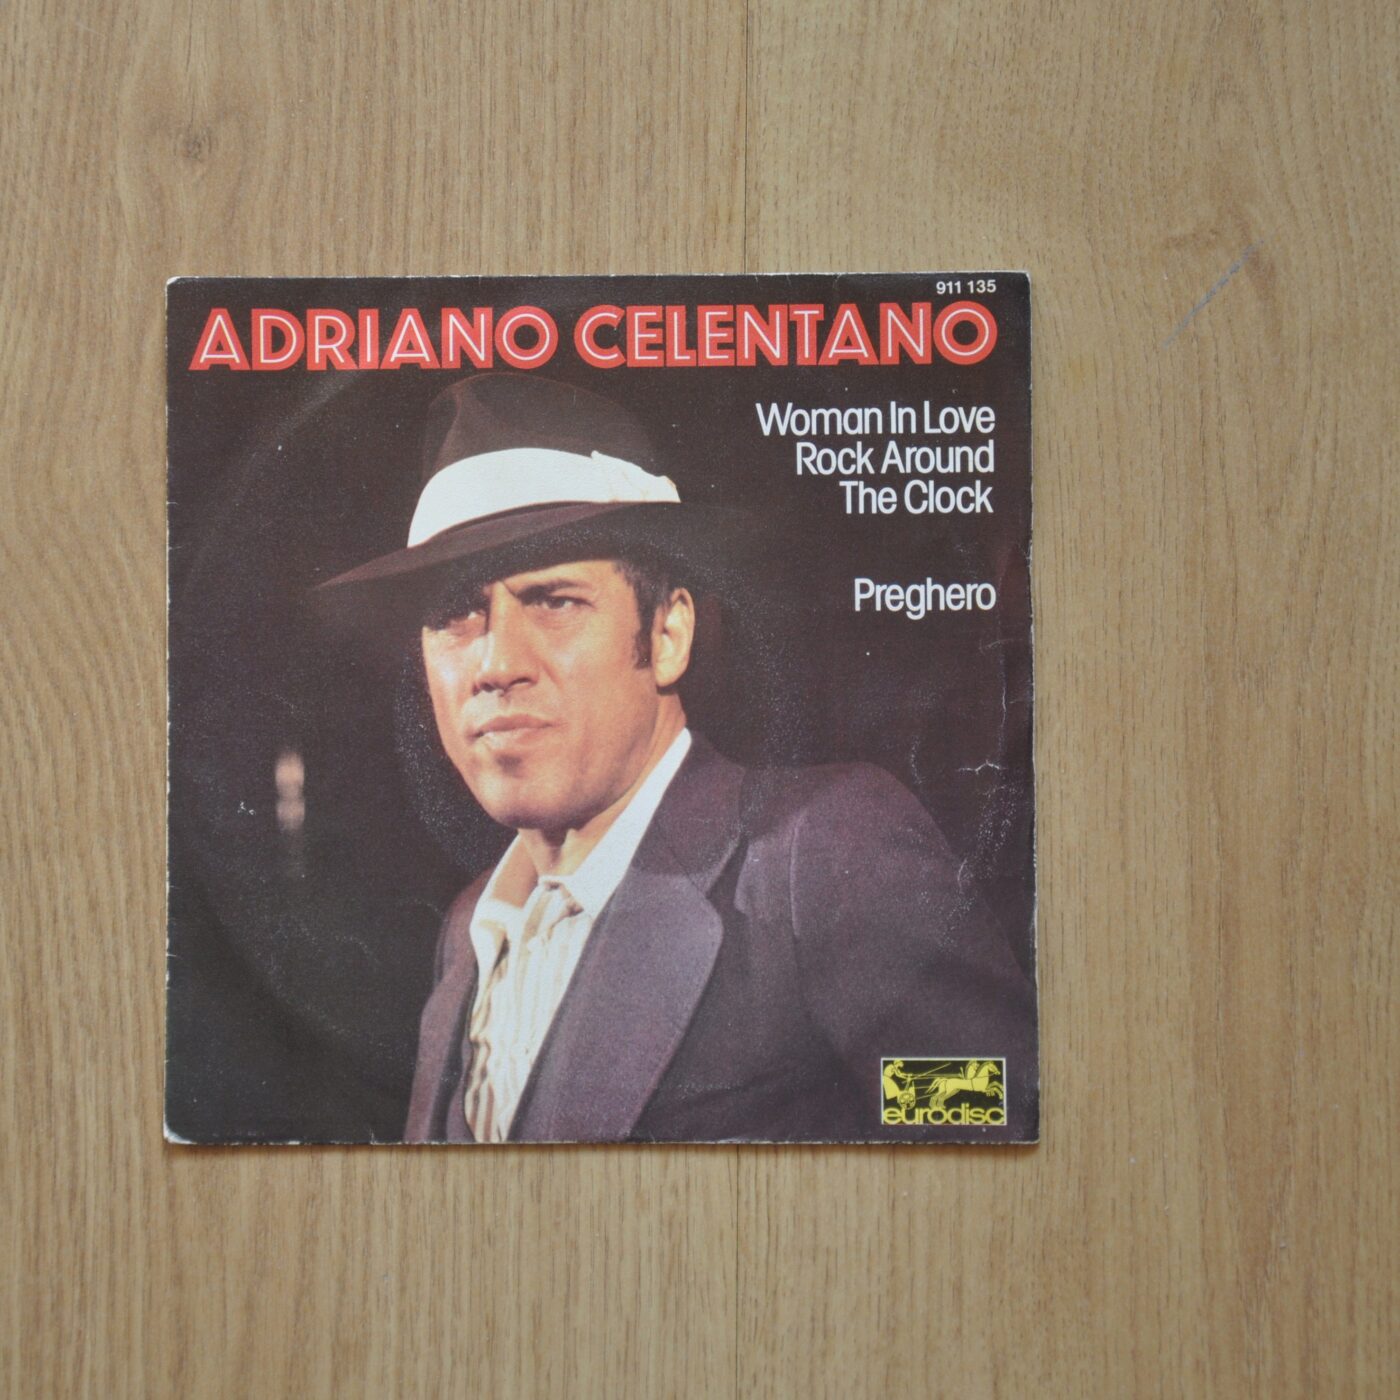 911 135
ADRIANO CELENTANO
Woman In Love
Rock Around
The Clock
Preghero
eurodisc